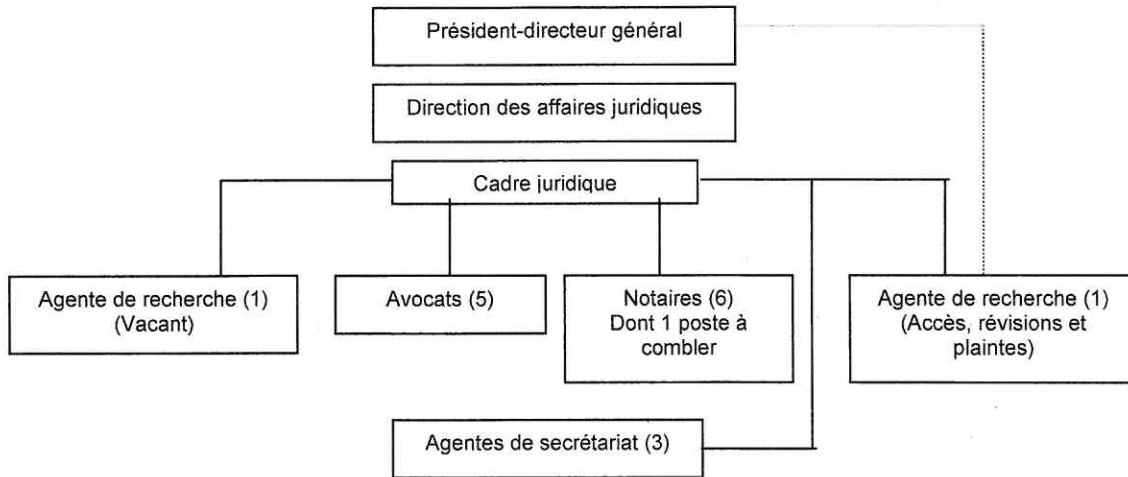 Président-directeur général
Direction des affaires juridiques
Cadre juridique
Agente de recherche (1)
(Vacant)
Avocats (5)
Notaires (6)
Dont 1 poste à
combler
Agente de recherche (1)
(Accès, révisions et
plaintes)
Agentes de secrétariat (3)